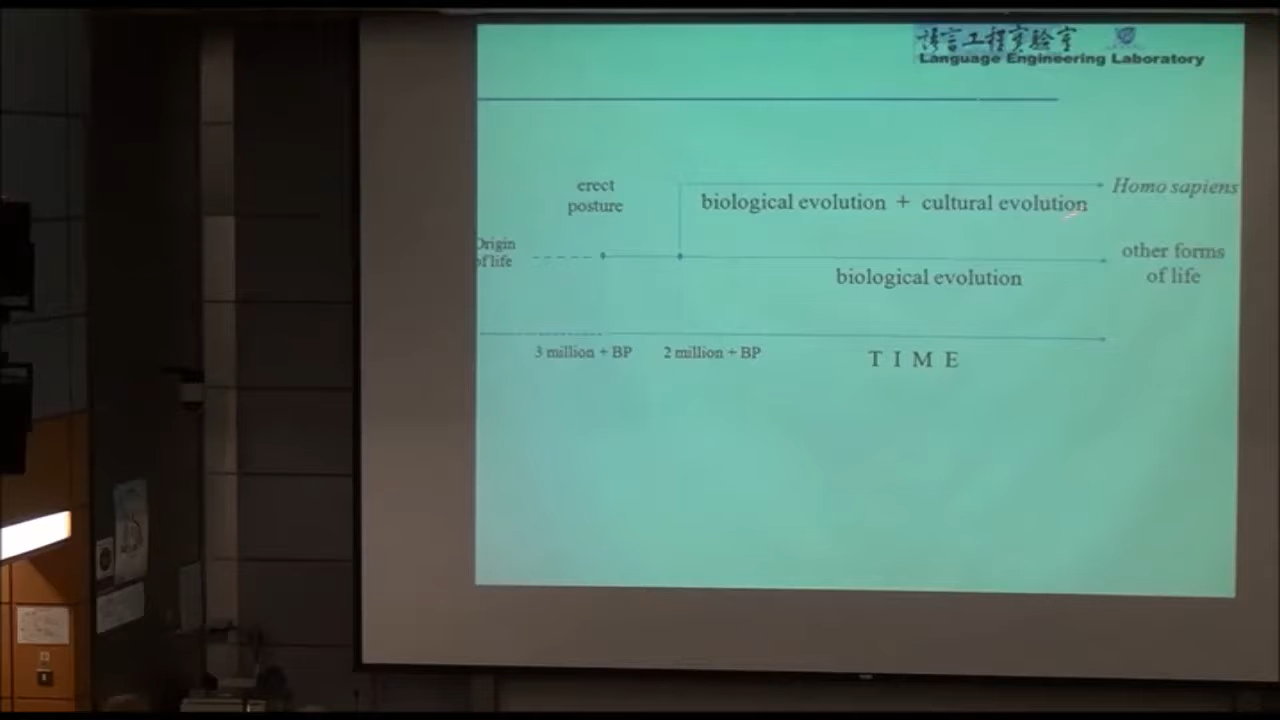 語言工程實驗室
Language Engineering Laboratory
erect
posture
biological evolution + cultural evolution
Homo sapiens
Origin
of life
other forms
of life
biological evolution
3 million + BP
2 million + BP
T I M E